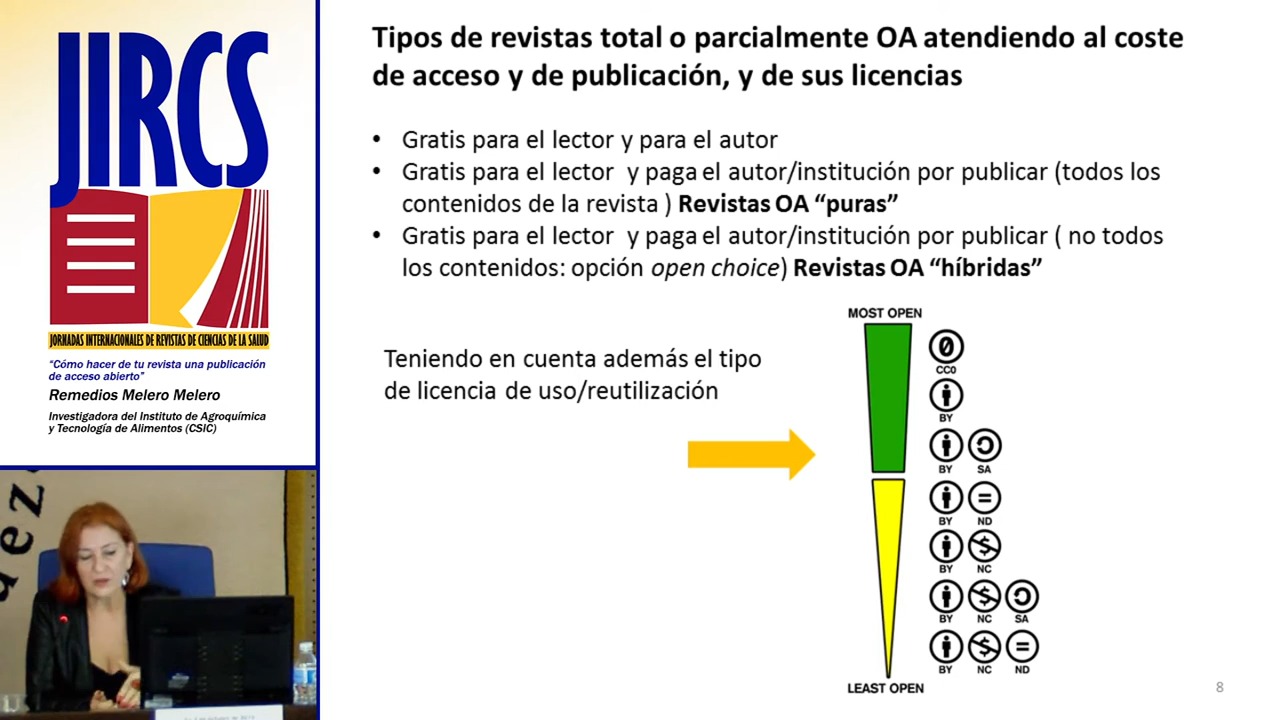 JIRCS
JORNADAS INTERNACIONALES DE REVISTAS DE CIENCIAS DE LA SALUD
“Cómo hacer de tu revista una publicación
de acceso abierto”
Remedios Melero Melero
Investigadora del Instituto de Agroquímica
y Tecnología de Alimentos (CSIC)
dez
Tipos de revistas total o parcialmente OA atendiendo al coste
de acceso y de publicación, y de sus licencias
• Gratis para el lector y para el autor
• Gratis para el lector y paga el autor/institución por publicar (todos los
contenidos de la revista ) Revistas OA “puras”
• Gratis para el lector y paga el autor/institución por publicar ( no todos
los contenidos: opción open choice) Revistas OA “híbridas”
Teniendo en cuenta además el tipo
de licencia de uso/reutilización
MOST OPEN
0
CC0
BY
BY SA
BY ND
BY NC
BY NC SA
BY NC ND
LEAST OPEN
8